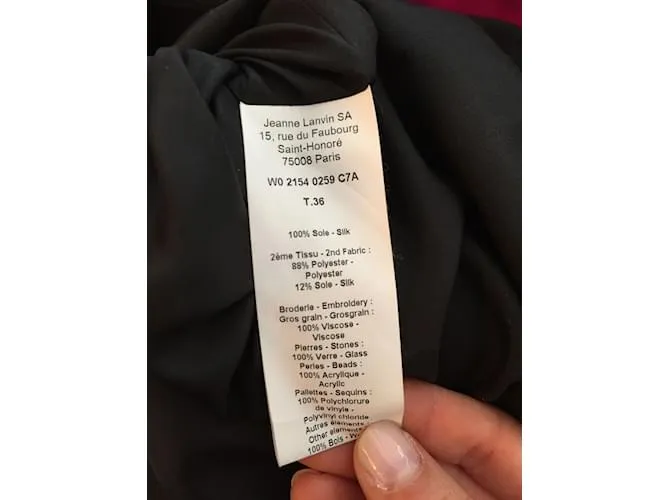 Jeanne Lanvin SA
15, rue du Faubourg
Saint-Honoré
75008 Paris
W0 2154 0259 C7A
T.36
100% Soie - Silk
2ème Tissu - 2nd Fabric :
88% Polyester -
Polyester
12% Soie - Silk
Broderie - Embroidery :
Gros grain - Grosgrain :
100% Viscose -
Viscose
Pierres - Stones :
100% Verre - Glass
Perles - Beads :
100% Acrylique -
Acrylic
Paillettes - Sequins :
100% Polychlorure
de vinyle -
Polyvinyl chloride
Autres élements :
Other elements
100% Bois -